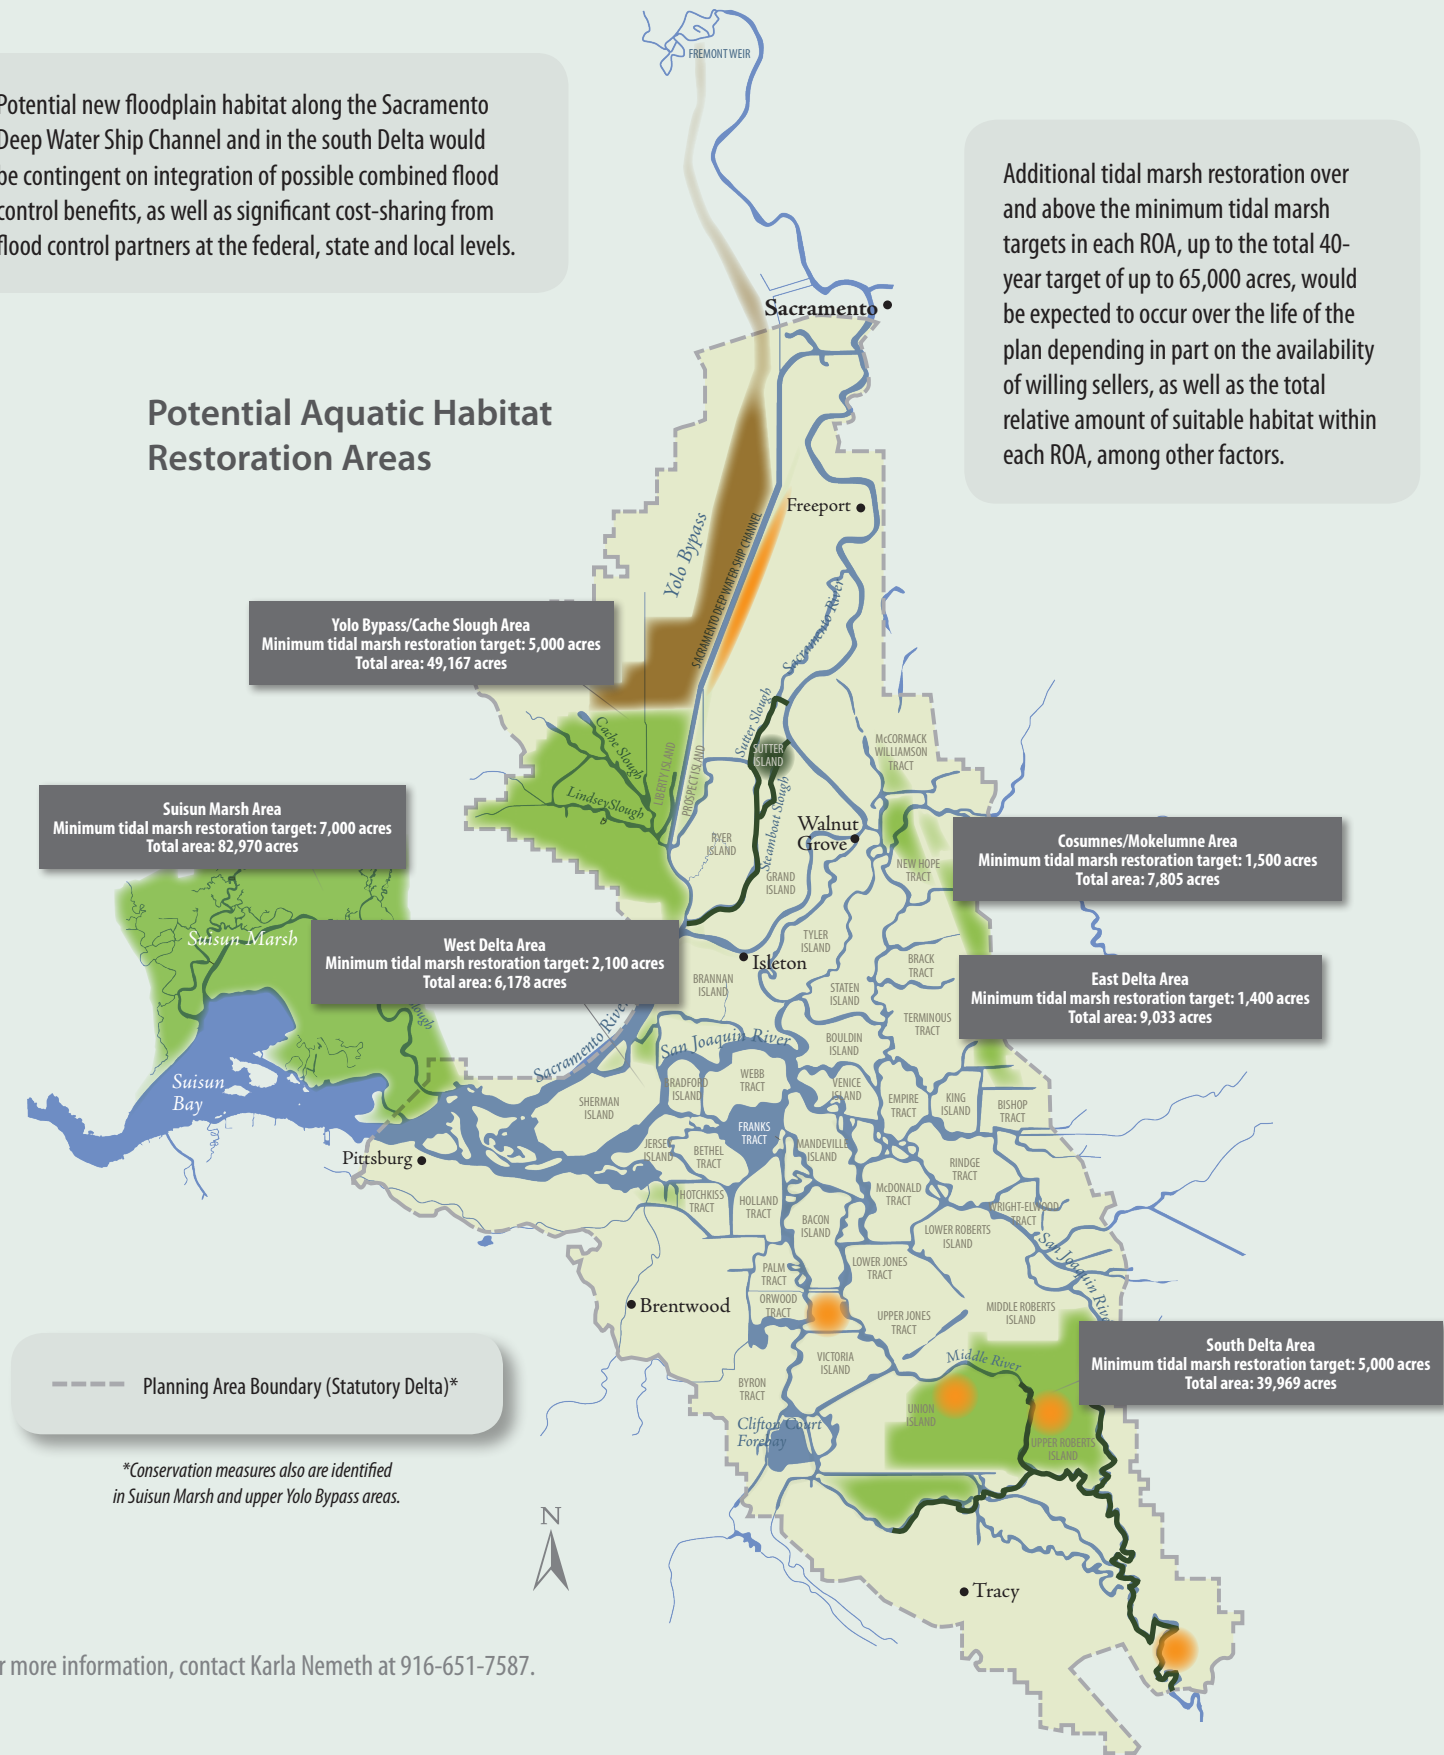 FREMONT WEIR
Potential new floodplain habitat along the Sacramento
Deep Water Ship Channel and in the south Delta would
be contingent on integration of possible combined flood
control benefits, as well as significant cost-sharing from
flood control partners at the federal, state and local levels.
Additional tidal marsh restoration over
and above the minimum tidal marsh
targets in each ROA, up to the total 40-
year target of up to 65,000 acres, would
be expected to occur over the life of the
plan depending in part on the availability
of willing sellers, as well as the total
relative amount of suitable habitat within
each ROA, among other factors.
Sacramento
Potential Aquatic Habitat
Restoration Areas
Freeport
Yolo Bypass
SACRAMENTO DEEP WATER SHIP CHANNEL
Sacramento River
Yolo Bypass/Cache Slough Area
Minimum tidal marsh restoration target: 5,000 acres
Total area: 49,167 acres
Cache Slough
Lindsey Slough
LIBERTY ISLAND
PROSPECT ISLAND
Sutter Slough
SUTTER
ISLAND
Steamboat Slough
McCORMACK
WILLIAMSON
TRACT
Suisun Marsh Area
Minimum tidal marsh restoration target: 7,000 acres
Total area: 82,970 acres
RYER
ISLAND
Walnut
Grove
GRAND
ISLAND
NEW HOPE
TRACT
Cosumnes/Mokelumne Area
Minimum tidal marsh restoration target: 1,500 acres
Total area: 7,805 acres
Suisun Marsh
West Delta Area
Minimum tidal marsh restoration target: 2,100 acres
Total area: 6,178 acres
TYLER
ISLAND
Isleton
BRANNAN
ISLAND
BRACK
TRACT
STATEN
ISLAND
East Delta Area
Minimum tidal marsh restoration target: 1,400 acres
Total area: 9,033 acres
TERMINOUS
TRACT
Sacramento River
San Joaquin River
BOULDIN
ISLAND
Suisun
Bay
SHERMAN
ISLAND
BRADFORD
ISLAND
WEBB
TRACT
VENICE
ISLAND
EMPIRE
TRACT
KING
ISLAND
BISHOP
TRACT
FRANKS
TRACT
Pittsburg
JERSEY
ISLAND
BETHEL
TRACT
MANDEVILLE
ISLAND
RINDGE
TRACT
HOTCHKISS
TRACT
HOLLAND
TRACT
McDONALD
TRACT
WRIGHT-ELWOOD
TRACT
BACON
ISLAND
LOWER ROBERTS
ISLAND
San Joaquin River
PALM
TRACT
LOWER JONES
TRACT
Brentwood
ORWOOD
TRACT
UPPER JONES
TRACT
MIDDLE ROBERTS
ISLAND
South Delta Area
Minimum tidal marsh restoration target: 5,000 acres
Total area: 39,969 acres
VICTORIA
ISLAND
Middle River
BYRON
TRACT
UNION
ISLAND
Clifton Court
Forebay
UPPER ROBERTS
ISLAND
Planning Area Boundary (Statutory Delta)*
*Conservation measures also are identified
in Suisun Marsh and upper Yolo Bypass areas.
N
Tracy
r more information, contact Karla Nemeth at 916-651-7587.